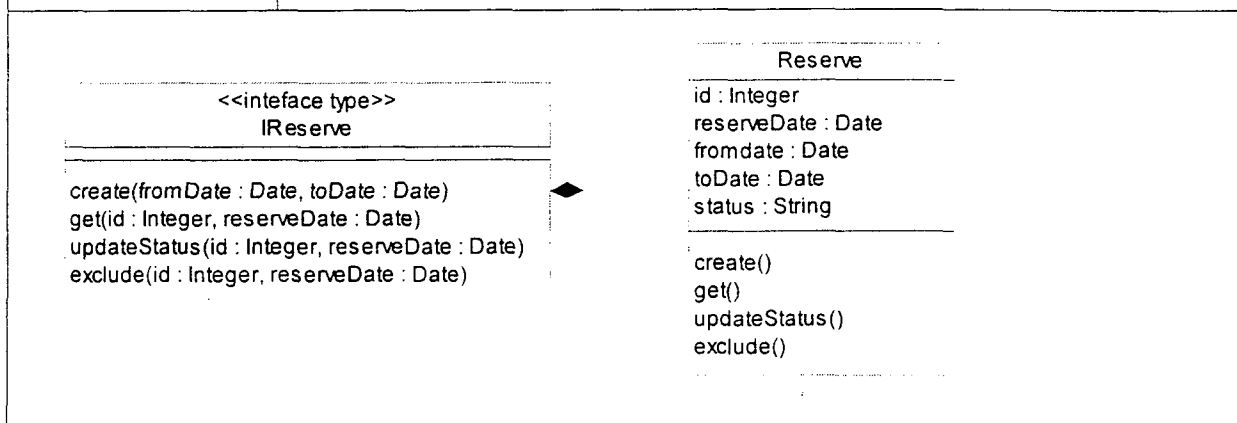 <<inteface type>>
IReserve
create(fromDate : Date, toDate : Date)
get(id : Integer, reserveDate : Date)
updateStatus(id : Integer, reserveDate : Date)
exclude(id : Integer, reserveDate : Date)
Reserve
id : Integer
reserveDate : Date
fromdate : Date
toDate : Date
status : String
create()
get()
updateStatus()
exclude()